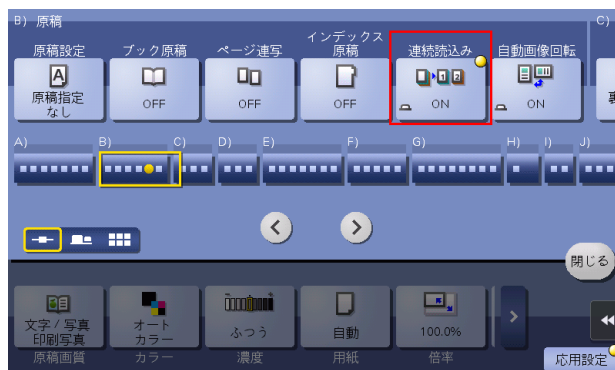 B) 原稿
C)
原稿設定
ブック原稿
ページ連写
インデックス
原稿
連続読込み
自動画像回転
A
原稿指定
なし
OFF
OFF
OFF
1 2
ON
ON
A)
B)
C)
D)
E)
F)
G)
H)
I)
J)
閉じる
文字/写真
印刷写真
オート
カラー
ふつう
自動
100.0%
原稿画質
カラー
濃度
用紙
倍率
応用設定